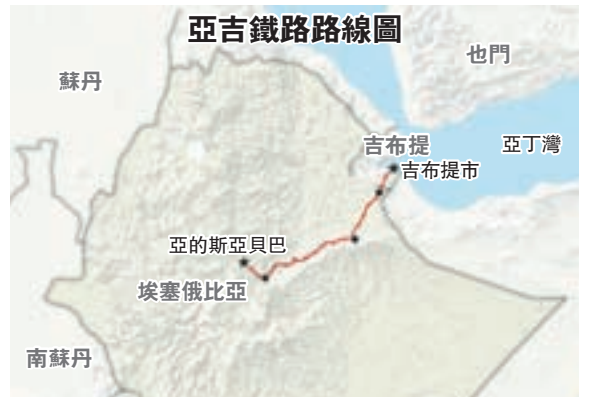 亞吉鐵路路線圖
也門
蘇丹
吉布提
亞丁灣
吉布提市
亞的斯亞貝巴
埃塞俄比亞
南蘇丹